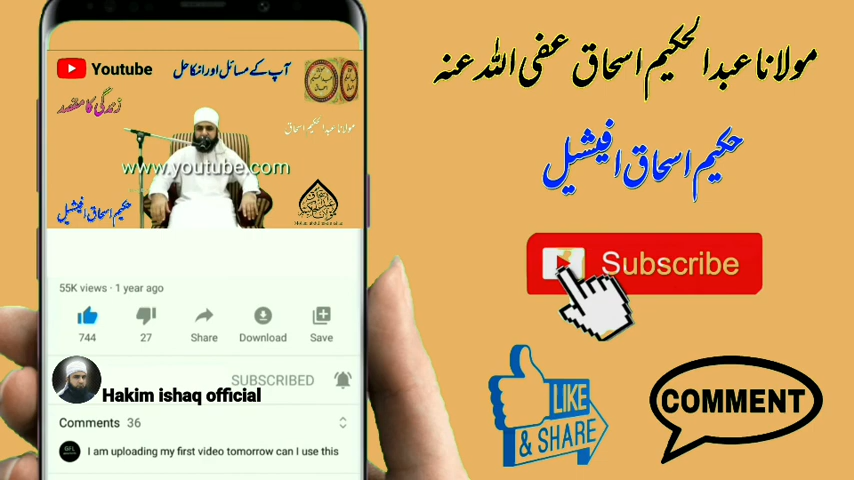 Youtube
آپ کے مسائل اور انکا حل
زندگی کا مقصد
مولانا عبدالحکیم اسحاق
www.youtube.com
حکیم اسحاق افیشیل
55K views · 1 year ago
744
27
Share
Download
Save
SUBSCRIBED
Hakim ishaq official
Comments 36
I am uploading my first video tomorrow can I use this
مولانا عبدالحکیم اسحاق عفی اللہ عنہ
حکیم اسحاق افیشیل
Subscribe
LIKE
& SHARE
COMMENT